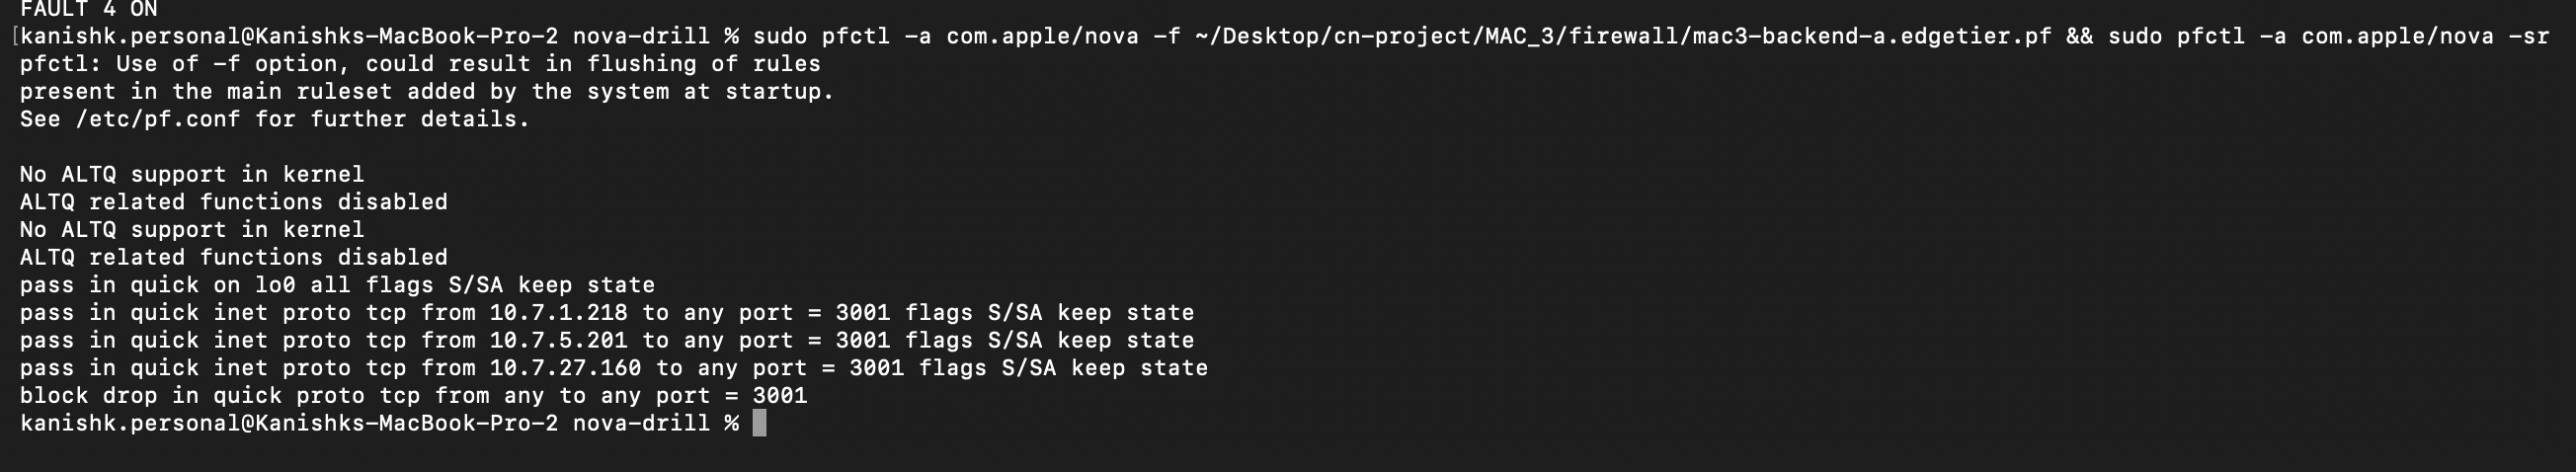 FAULT 4 ON
[kanishk.personal@Kanishks-MacBook-Pro-2 nova-drill % sudo pfctl -a com.apple/nova -f ~/Desktop/cn-project/MAC_3/firewall/mac3-backend-a.edgetier.pf && sudo pfctl -a com.apple/nova -sr
pfctl: Use of -f option, could result in flushing of rules
present in the main ruleset added by the system at startup.
See /etc/pf.conf for further details.

No ALTQ support in kernel
ALTQ related functions disabled
No ALTQ support in kernel
ALTQ related functions disabled
pass in quick on lo0 all flags S/SA keep state
pass in quick inet proto tcp from 10.7.1.218 to any port = 3001 flags S/SA keep state
pass in quick inet proto tcp from 10.7.5.201 to any port = 3001 flags S/SA keep state
pass in quick inet proto tcp from 10.7.27.160 to any port = 3001 flags S/SA keep state
block drop in quick proto tcp from any to any port = 3001
kanishk.personal@Kanishks-MacBook-Pro-2 nova-drill %